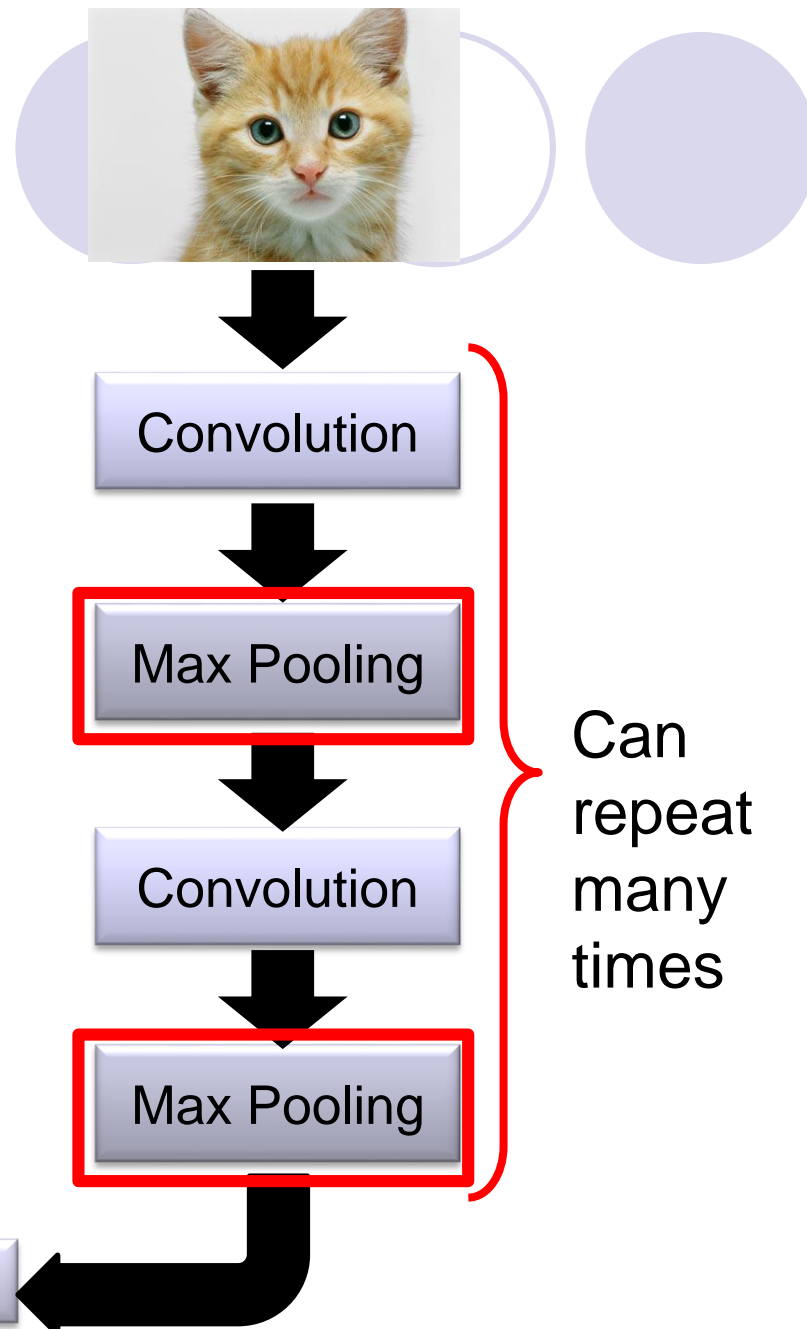 Convolution
Max Pooling
Convolution
Max Pooling
Can
repeat
many
times